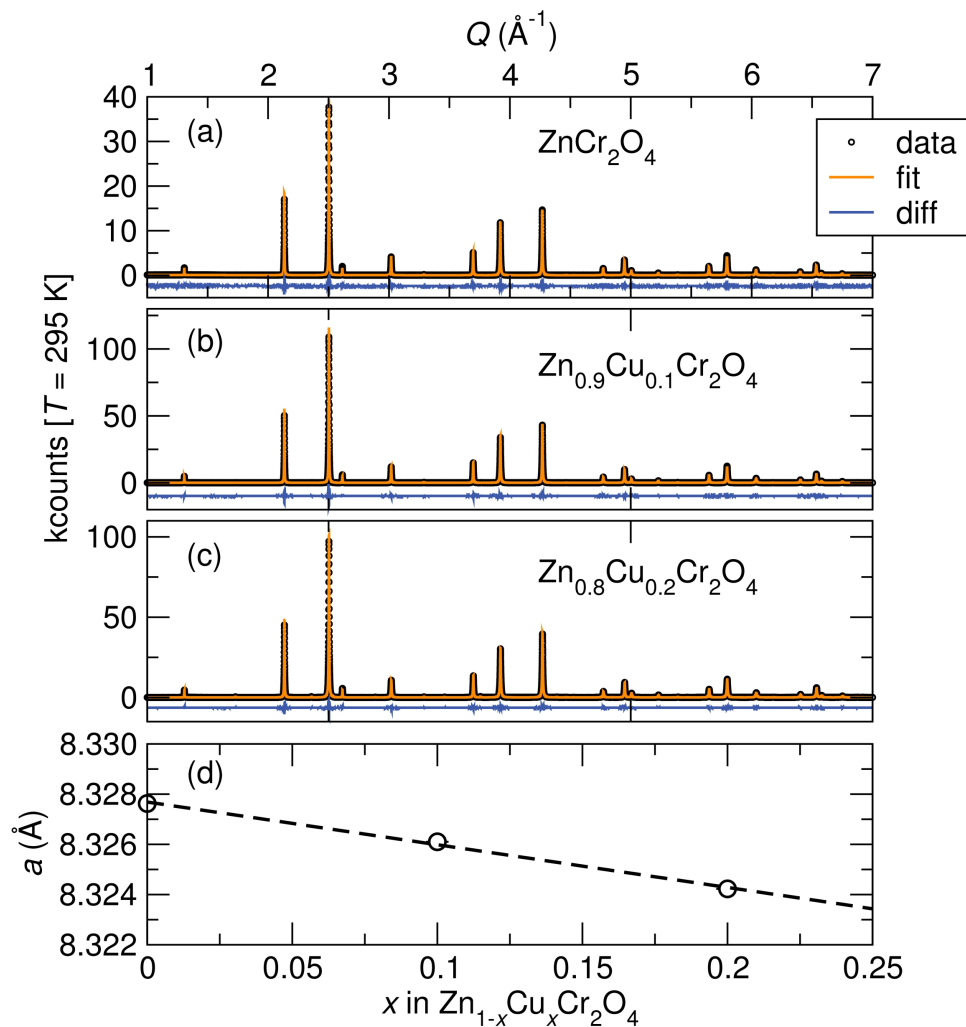 Q (Å⁻¹)
1 2 3 4 5 6 7
(a) ZnCr₂O₄
40
30
20
10
0
data
fit
diff
kcounts [T = 295 K]
(b) Zn₀.₉Cu₀.₁Cr₂O₄
100
50
0
(c) Zn₀.₈Cu₀.₂Cr₂O₄
100
50
0
(d)
a (Å)
8.330
8.328
8.326
8.324
8.322
0 0.05 0.1 0.15 0.2 0.25
x in Zn₁₋ₓCuₓCr₂O₄